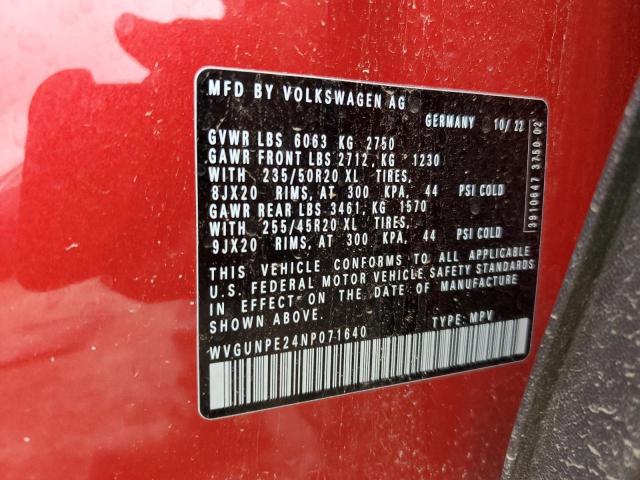 MFD BY VOLKSWAGEN AG
GERMANY 10/22
GVWR LBS 6063 KG 2750
GAWR FRONT LBS 2712, KG 1230
WITH 235/50R20 XL TIRES,
8JX20 RIMS, AT 300 KPA, 44 PSI COLD
GAWR REAR LBS 3461, KG 1570
WITH 255/45R20 XL TIRES,
9JX20 RIMS, AT 300 KPA, 44 PSI COLD
THIS VEHICLE CONFORMS TO ALL APPLICABLE
U.S. FEDERAL MOTOR VEHICLE SAFETY STANDARDS
IN EFFECT ON THE DATE OF MANUFACTURE
SHOWN ABOVE.
WVGUNPE24NP071640 TYPE: MPV
3910647 3750 02